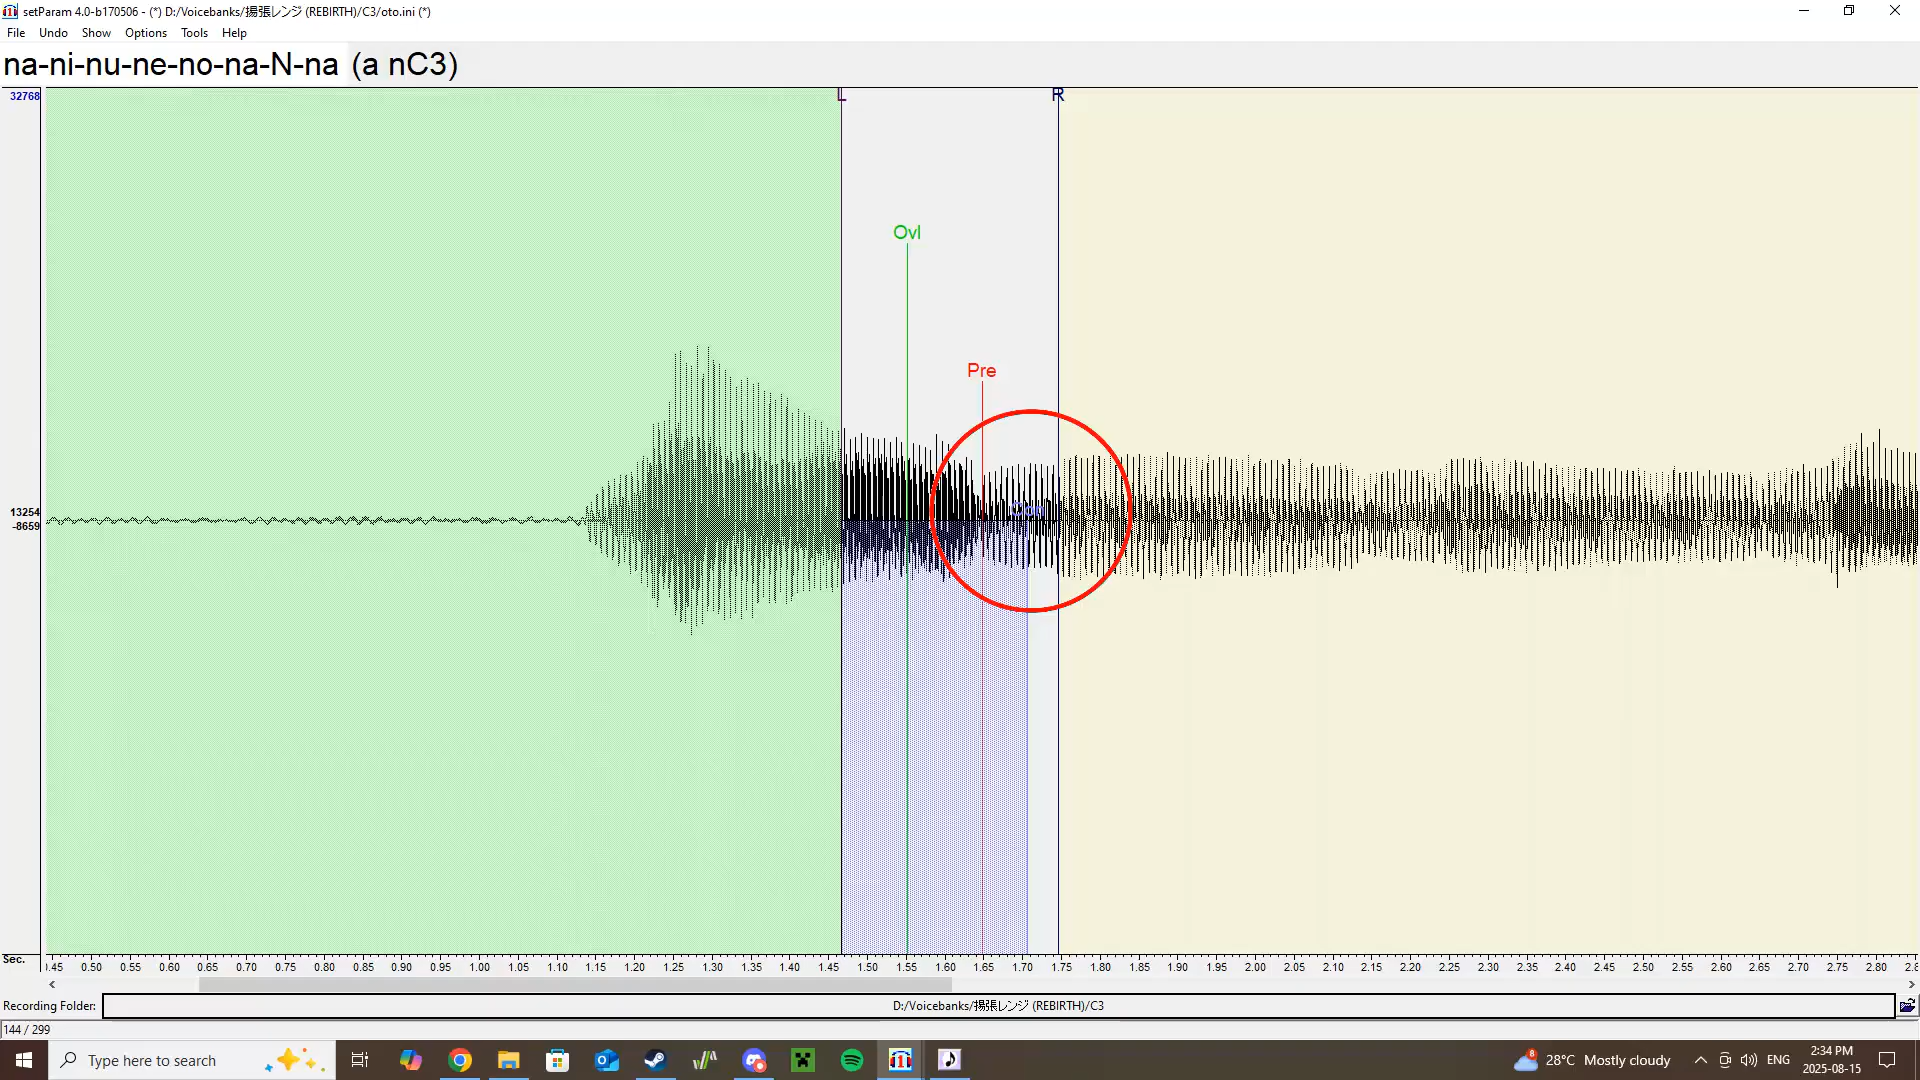 setParam 4.0-b170506 - (*) D:/Voicebanks/揚張レンジ (REBIRTH)/C3/oto.ini (*)
File Undo Show Options Tools Help
na-ni-nu-ne-no-na-N-na (a nC3)
32768
L
R
Ovl
Pre
Con
13254
-8659
Sec.
0.45 0.50 0.55 0.60 0.65 0.70 0.75 0.80 0.85 0.90 0.95 1.00 1.05 1.10 1.15 1.20 1.25 1.30 1.35 1.40 1.45 1.50 1.55 1.60 1.65 1.70 1.75 1.80 1.85 1.90 1.95 2.00 2.05 2.10 2.15 2.20 2.25 2.30 2.35 2.40 2.45 2.50 2.55 2.60 2.65 2.70 2.75 2.80
Recording Folder: D:/Voicebanks/揚張レンジ (REBIRTH)/C3
144 / 299
Type here to search
8
28°C Mostly cloudy
ENG
2:34 PM
2025-08-15